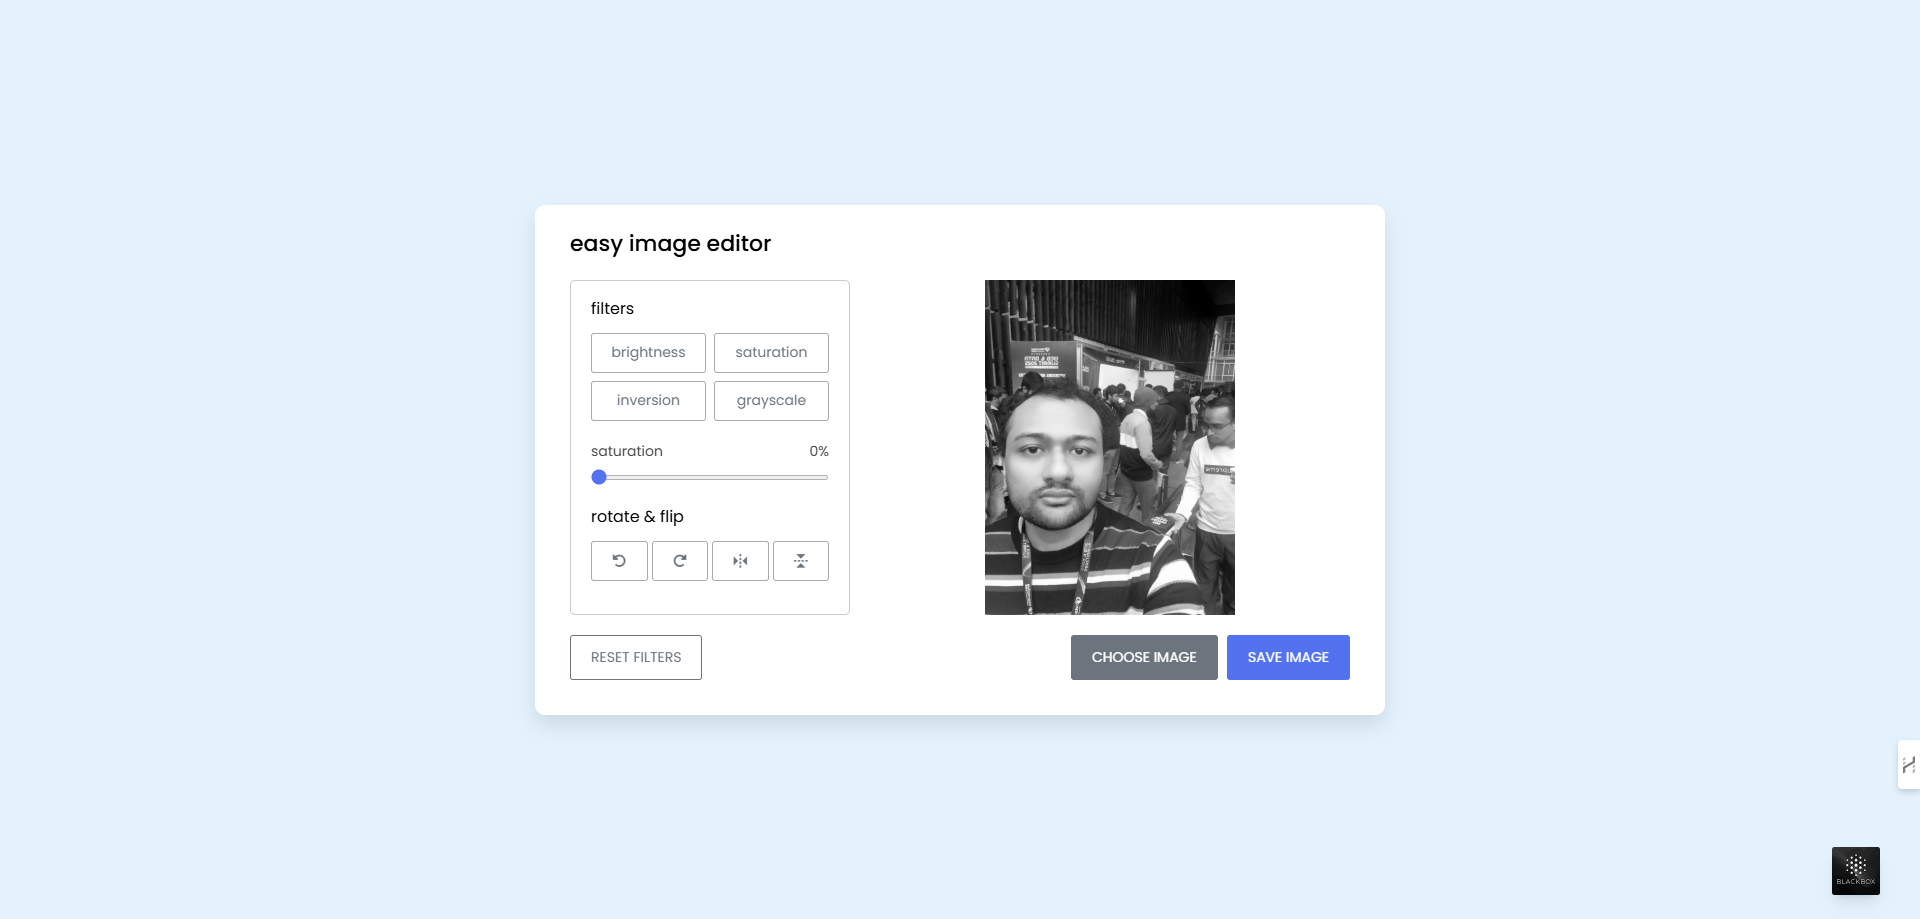 easy image editor
filters
brightness saturation
inversion grayscale
saturation 0%
rotate & flip
RESET FILTERS CHOOSE IMAGE SAVE IMAGE
BLACKBOX